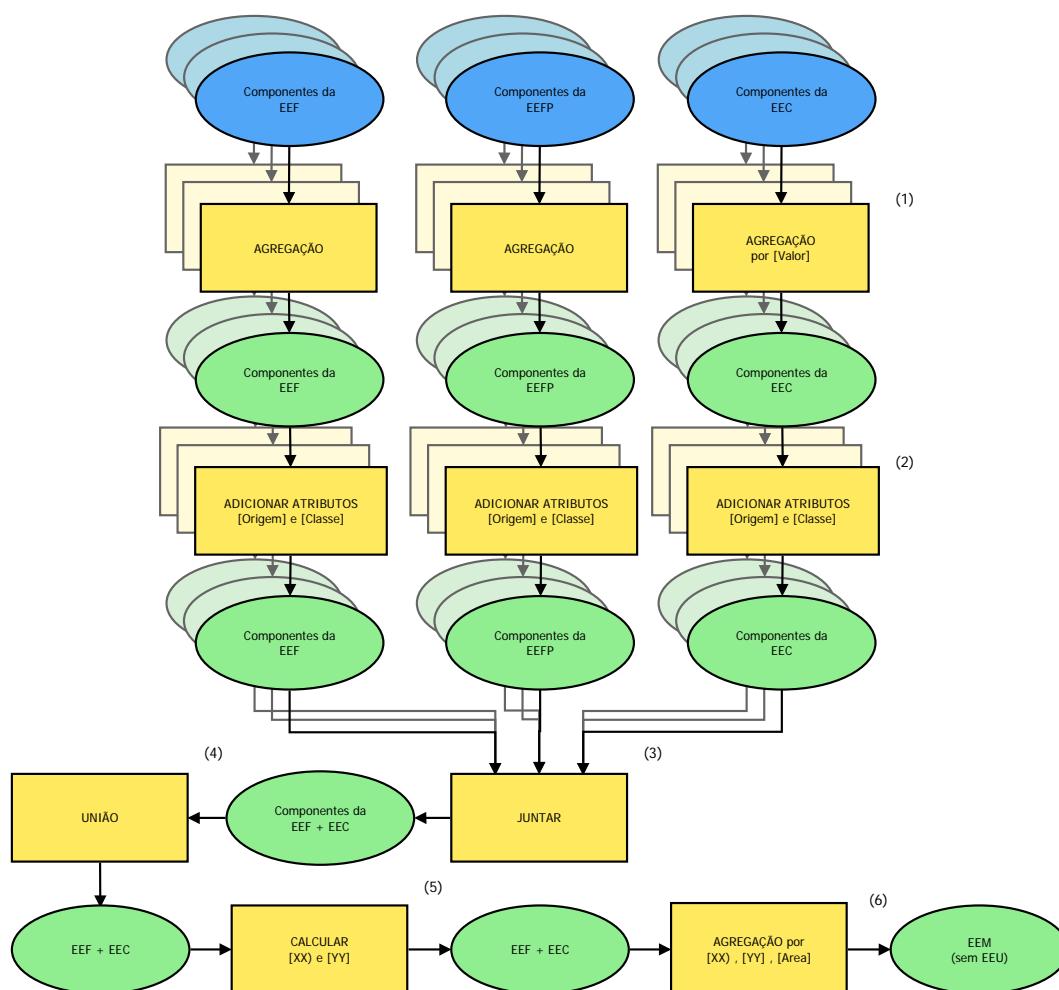 Componentes da
EEF
Componentes da
EEFP
Componentes da
EEC
(1)
AGREGAÇÃO
AGREGAÇÃO
AGREGAÇÃO
por [Valor]
Componentes da
EEF
Componentes da
EEFP
Componentes da
EEC
(2)
ADICIONAR ATRIBUTOS
[Origem] e [Classe]
ADICIONAR ATRIBUTOS
[Origem] e [Classe]
ADICIONAR ATRIBUTOS
[Origem] e [Classe]
Componentes da
EEF
Componentes da
EEFP
Componentes da
EEC
(4)
(3)
UNIÃO
Componentes da
EEF + EEC
JUNTAR
(5)
(6)
EEF + EEC
CALCULAR
[XX) e [YY]
EEF + EEC
AGREGAÇÃO por
[XX) , [YY] , [Area]
EEM
(sem EEU)